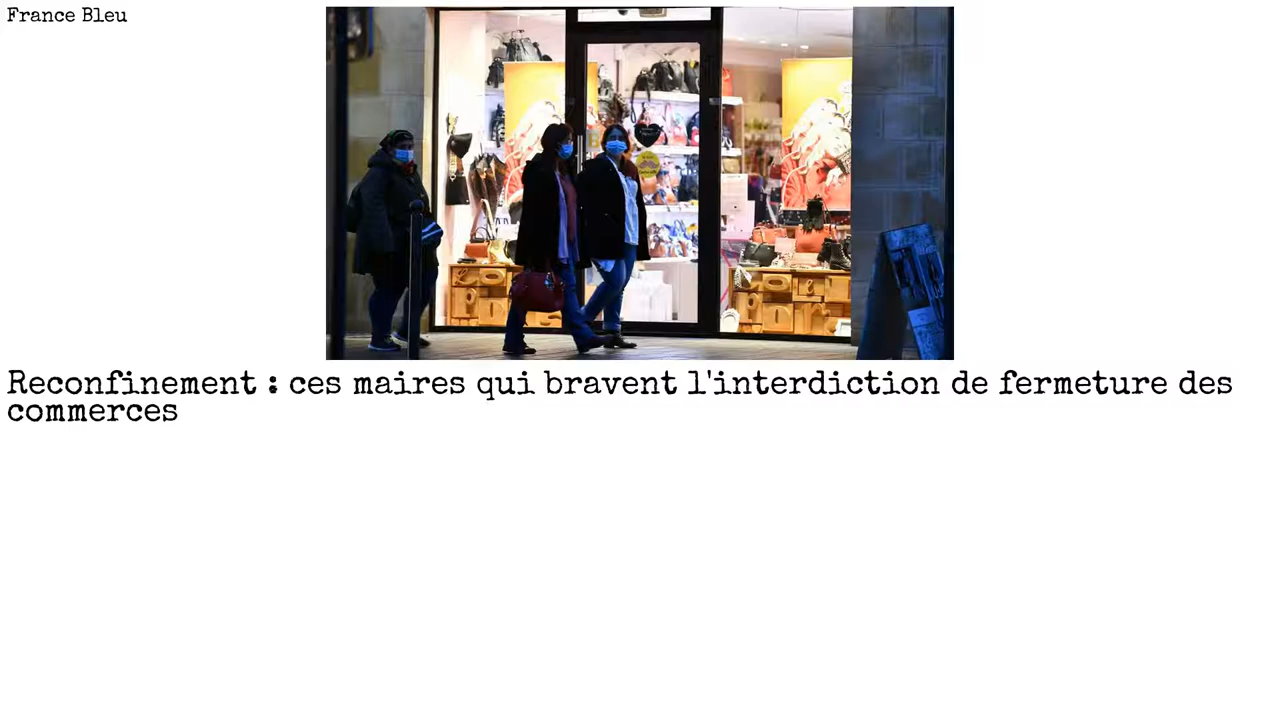 France Bleu
Reconfinement : ces maires qui bravent l'interdiction de fermeture des
commerces